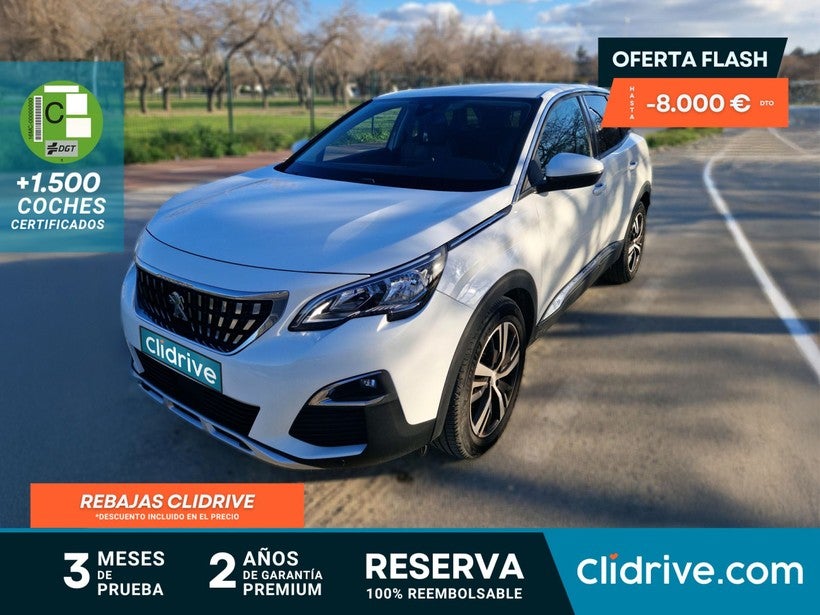 C
DGT
+1.500
COCHES
CERTIFICADOS
OFERTA FLASH
HASTA
-8.000 €
DTO
clidrive
REBAJAS CLIDRIVE
*DESCUENTO INCLUIDO EN EL PRECIO
3 MESES
DE
PRUEBA
2 AÑOS
DE GARANTÍA
PREMIUM
RESERVA
100% REEMBOLSABLE
Clidrive.com